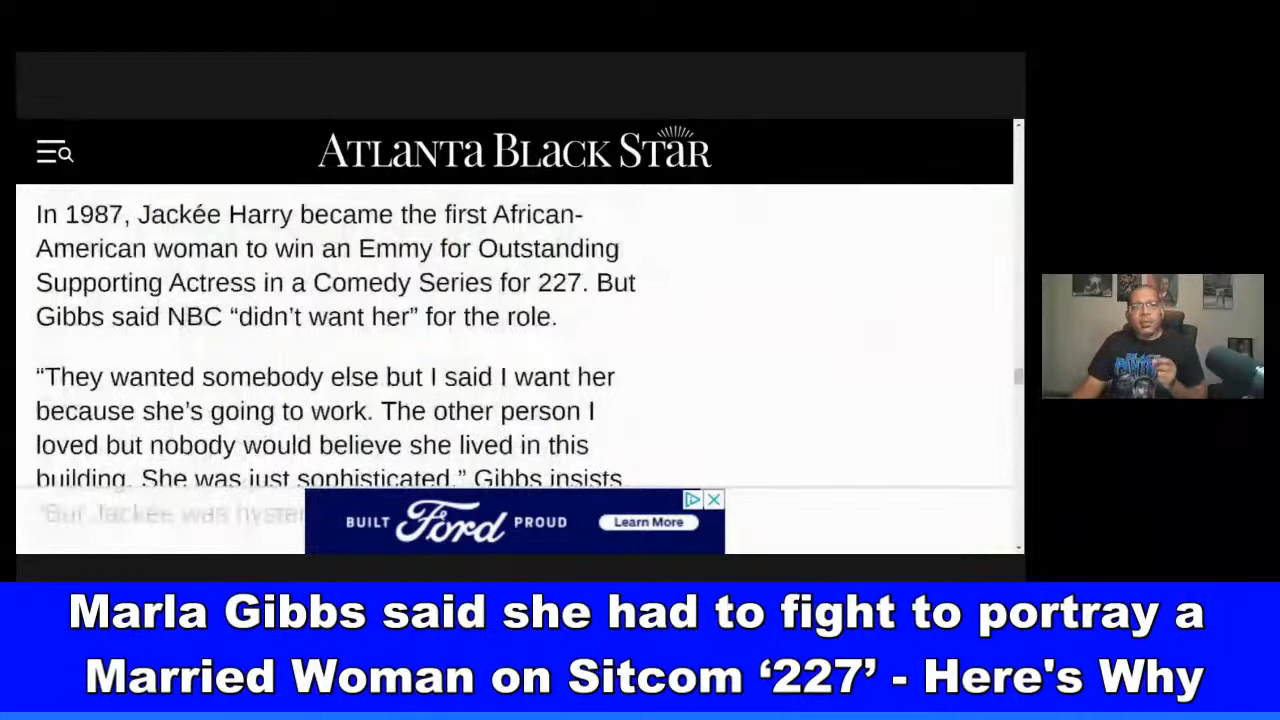 ATLANTA BLACK STAR
In 1987, Jackée Harry became the first African-
American woman to win an Emmy for Outstanding
Supporting Actress in a Comedy Series for 227. But
Gibbs said NBC “didn’t want her” for the role.
“They wanted somebody else but I said I want her
because she’s going to work. The other person I
loved but nobody would believe she lived in this
building. She was just sophisticated,” Gibbs insists.
“But Jackée was
BUILT Ford PROUD Learn More
Marla Gibbs said she had to fight to portray a
Married Woman on Sitcom ‘227’ - Here's Why